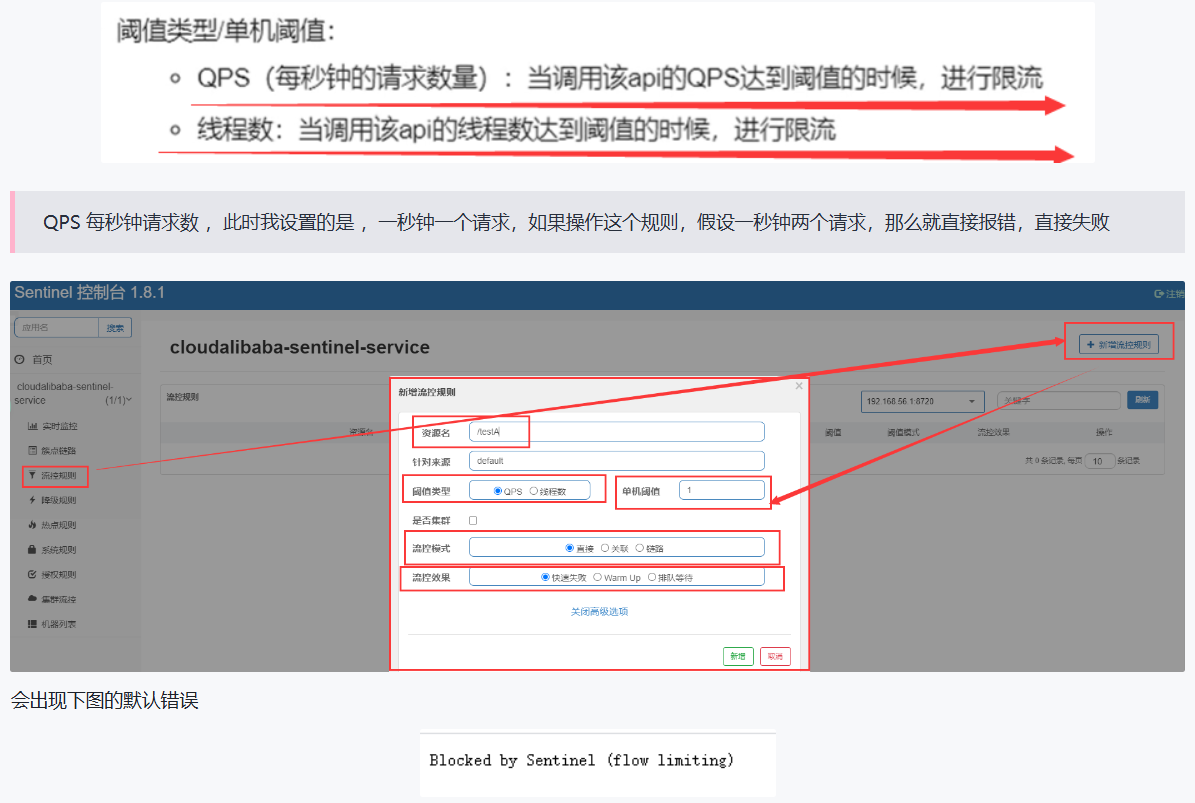 阈值类型/单机阈值：
QPS（每秒钟的请求数量）：当调用该api的QPS达到阈值的时候，进行限流
线程数：当调用该api的线程数达到阈值的时候，进行限流
QPS 每秒钟请求数 ，此时我设置的是 ，一秒钟一个请求，如果操作这个规则，假设一秒钟两个请求，那么就直接报错，直接失败
Sentinel 控制台 1.8.1
注销
应用名 搜索
首页
cloudalibaba-sentinel-service (1/1)
实时监控
簇点链路
流控规则
降级规则
热点规则
系统规则
授权规则
集群流控
机器列表
cloudalibaba-sentinel-service
+ 新增流控规则
流控规则
192.168.56.1:8720 关键字 刷新
资源名 阈值 阈值模式 流控效果 操作
共 0 条记录, 每页 10 条记录
新增流控规则 ×
资源名 /testA
针对来源 default
阈值类型 QPS 线程数 单机阈值 1
是否集群
流控模式 直接 关联 链路
流控效果 快速失败 Warm Up 排队等待
关闭高级选项
新增 取消
会出现下图的默认错误
Blocked by Sentinel (flow limiting)